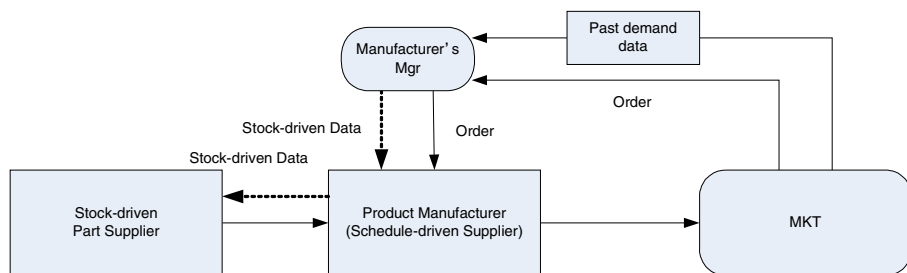 Past demand
data
Manufacturer's
Mgr
Order
Stock-driven Data
Order
Stock-driven Data
Stock-driven
Part Supplier
Product Manufacturer
(Schedule-driven Supplier)
MKT